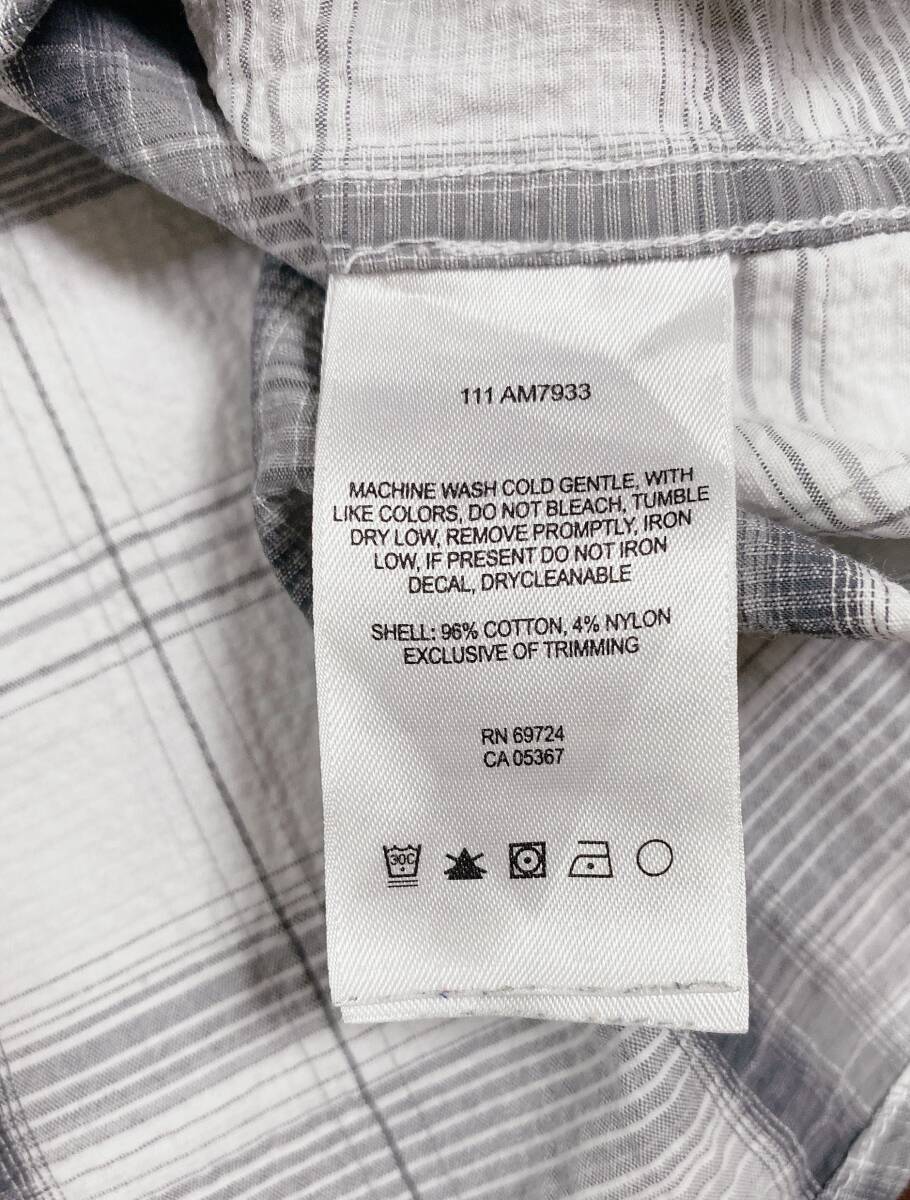 111 AM7933
MACHINE WASH COLD GENTLE, WITH
LIKE COLORS, DO NOT BLEACH, TUMBLE
DRY LOW, REMOVE PROMPTLY, IRON
LOW, IF PRESENT DO NOT IRON
DECAL, DRYCLEANABLE
SHELL: 96% COTTON, 4% NYLON
EXCLUSIVE OF TRIMMING
RN 69724
CA 05367
30C